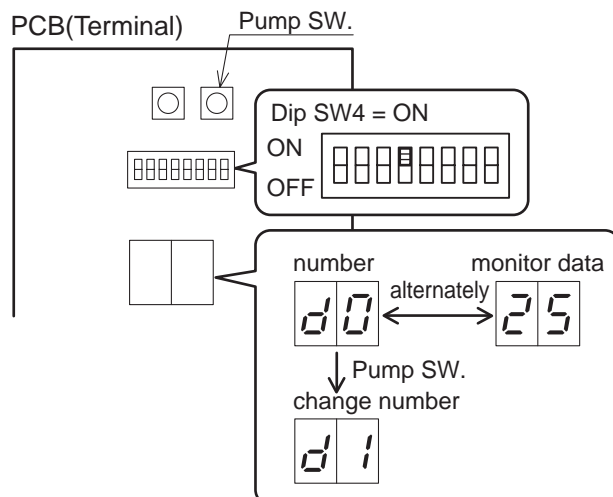 PCB(Terminal)
Pump SW.
Dip SW4 = ON
ON
OFF
number
monitor data
d0
alternately
25
Pump SW.
change number
d1